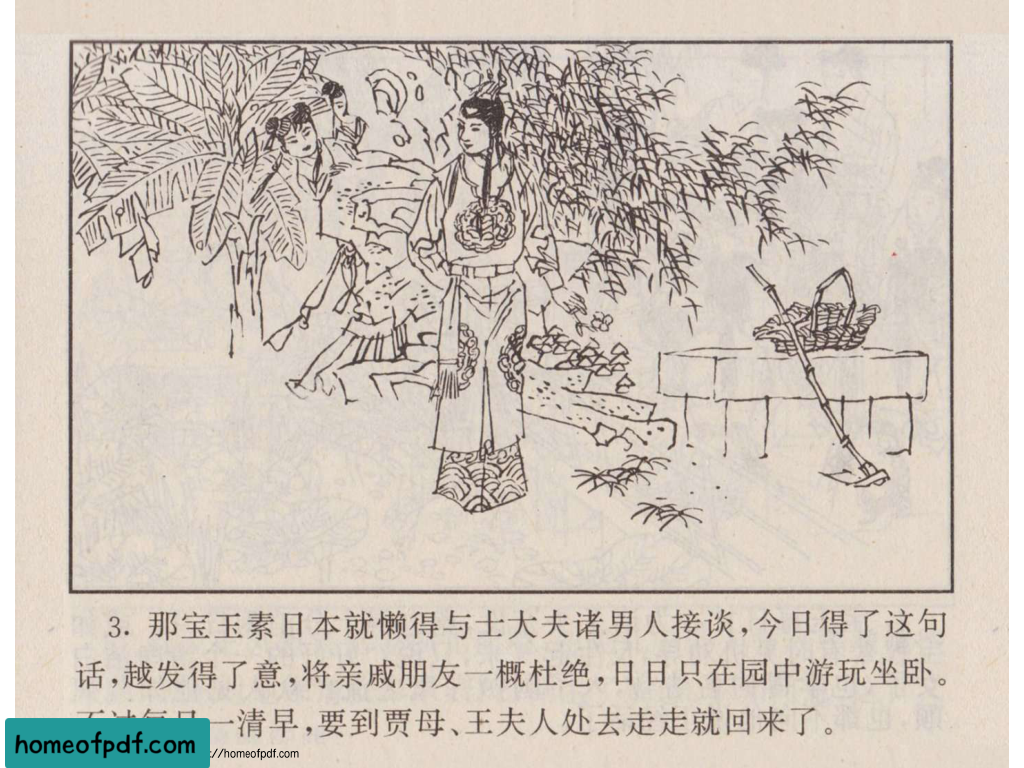 3. 那宝玉素日本就懒得与士大夫诸男人接谈，今日得了这句
话，越发得了意，将亲戚朋友一概杜绝，日日只在园中游玩坐卧。
一清早，要到贾母、王夫人处去走走就回来了。
homeofpdf.com
://homeofpdf.com